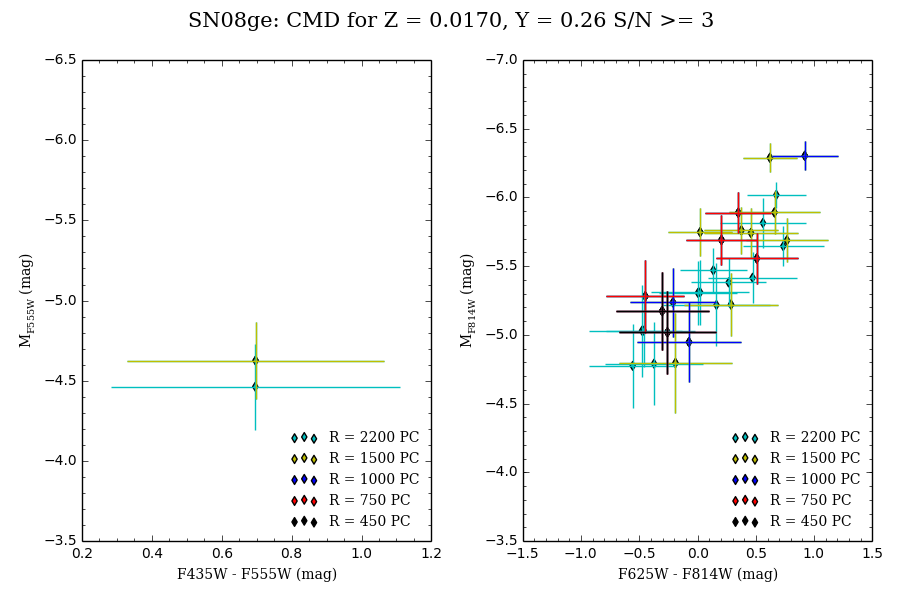 SN08ge: CMD for Z = 0.0170, Y = 0.26 S/N >= 3
−6.5
−6.0
−5.5
−5.0
−4.5
−4.0
−3.5
M_F555W (mag)
0.2 0.4 0.6 0.8 1.0 1.2
F435W - F555W (mag)
R = 2200 PC
R = 1500 PC
R = 1000 PC
R = 750 PC
R = 450 PC
−7.0
−6.5
−6.0
−5.5
−5.0
−4.5
−4.0
−3.5
M_F814W (mag)
−1.5 −1.0 −0.5 0.0 0.5 1.0 1.5
F625W - F814W (mag)
R = 2200 PC
R = 1500 PC
R = 1000 PC
R = 750 PC
R = 450 PC